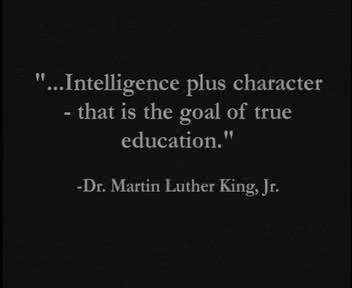 "...Intelligence plus character
- that is the goal of true
education."
-Dr. Martin Luther King, Jr.